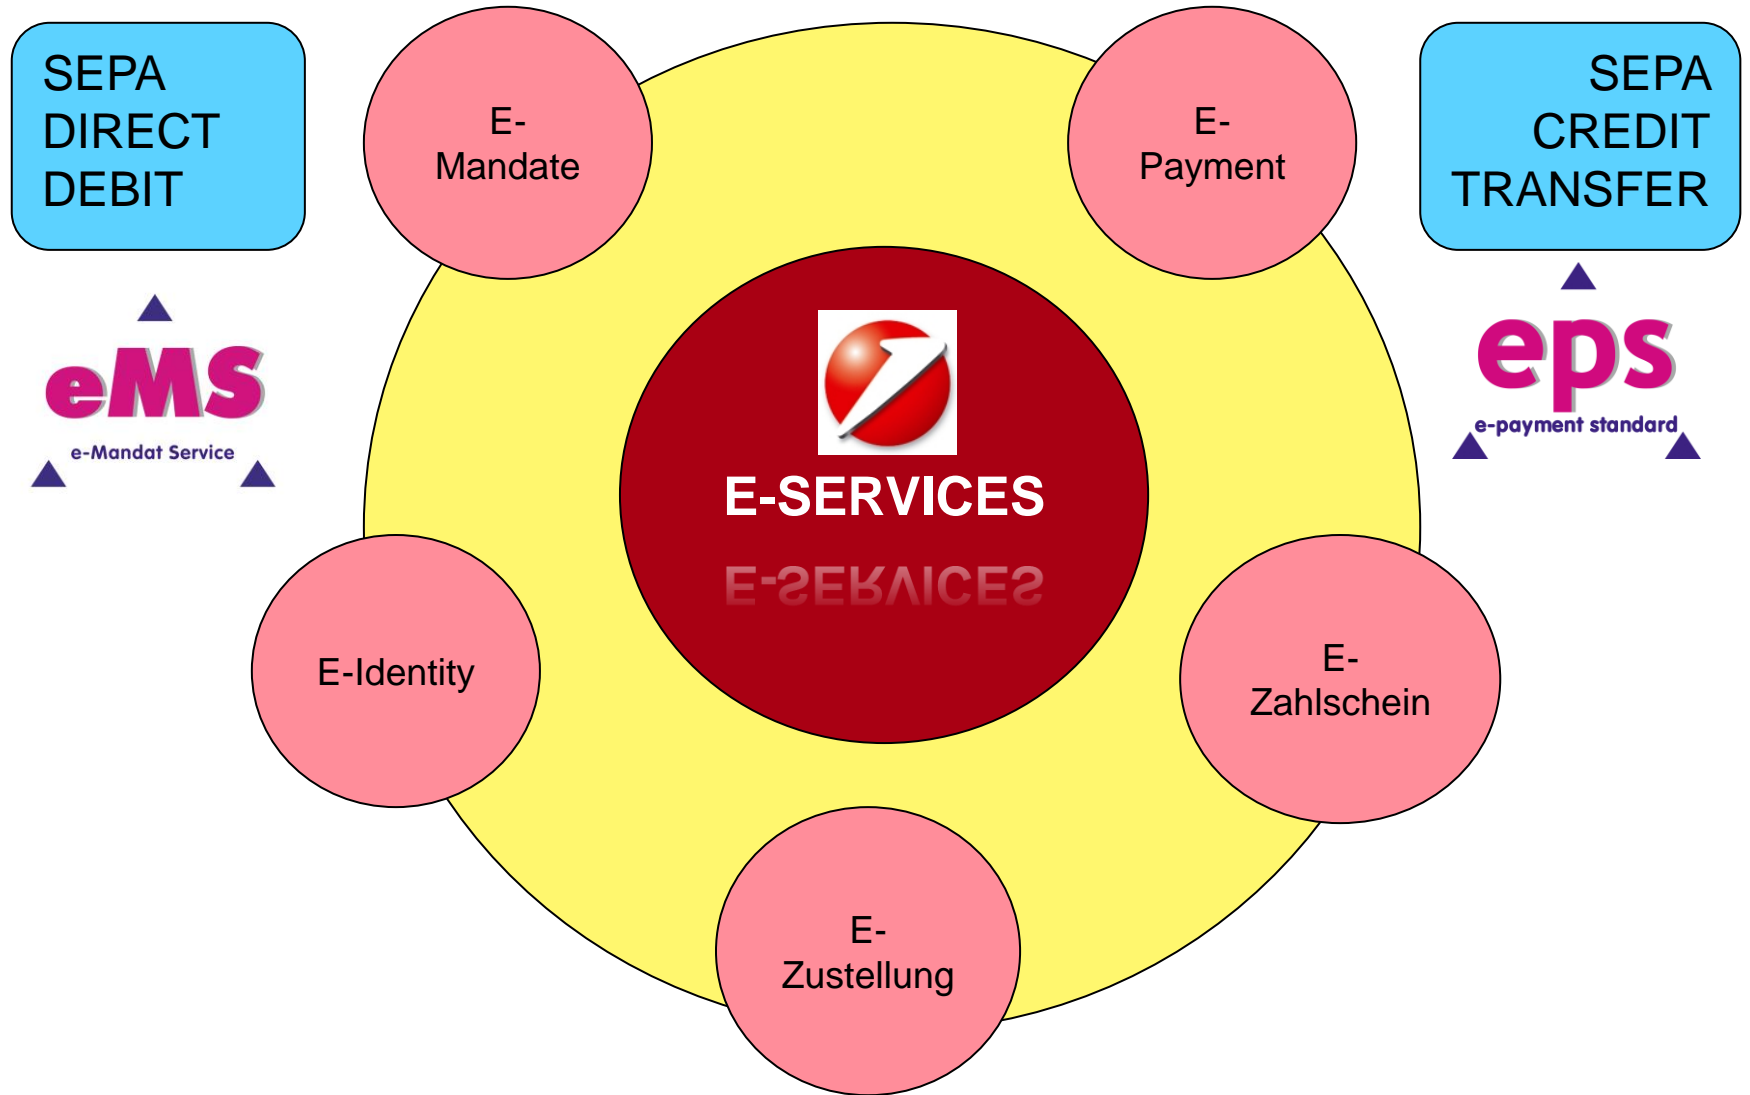 SEPA
DIRECT
DEBIT
E-
Mandate
E-
Payment
SEPA
CREDIT
TRANSFER
eMS
e-Mandat Service
eps
e-payment standard
E-SERVICES
E-SERVICES
E-Identity
E-
Zahlschein
E-
Zustellung